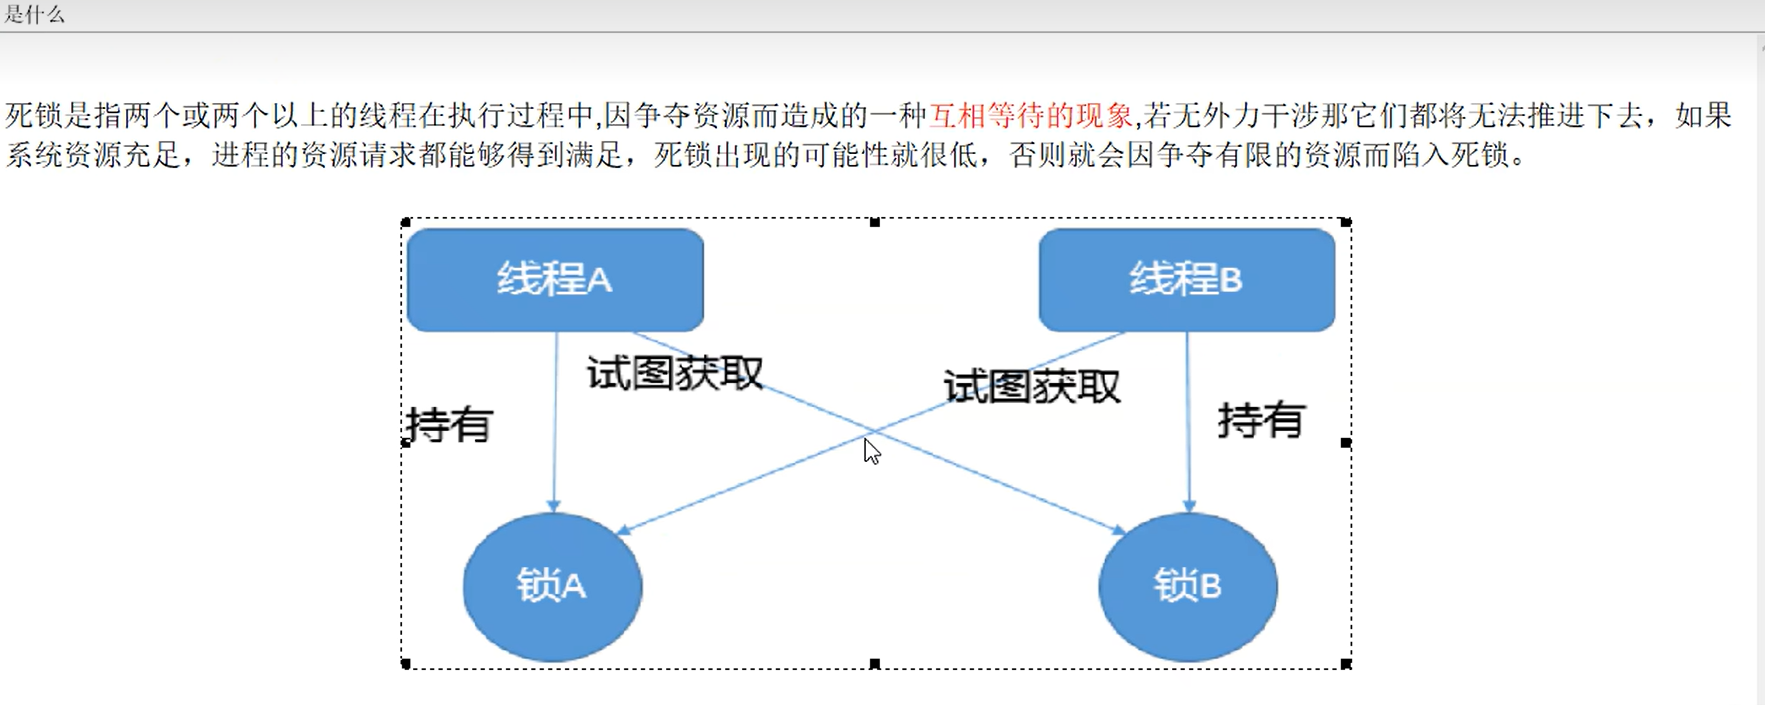 是什么
死锁是指两个或两个以上的线程在执行过程中,因争夺资源而造成的一种互相等待的现象,若无外力干涉那它们都将无法推进下去，如果
系统资源充足，进程的资源请求都能够得到满足，死锁出现的可能性就很低，否则就会因争夺有限的资源而陷入死锁。
线程A
线程B
试图获取
试图获取
持有
持有
锁A
锁B